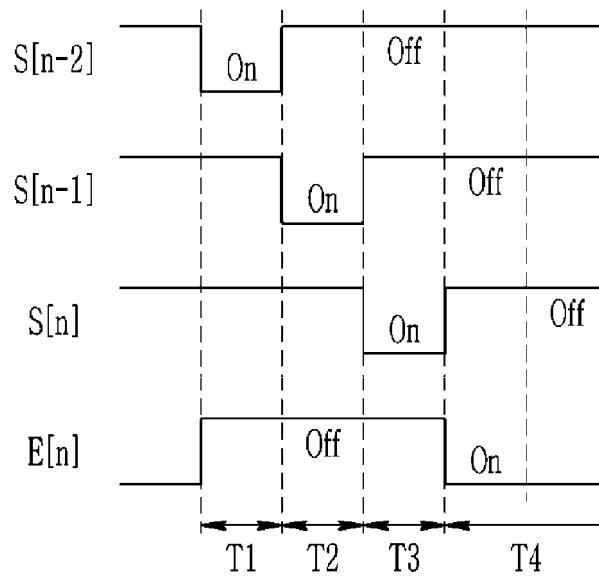 S[n-2]
On
Off
S[n-1]
On
Off
S[n]
On
Off
E[n]
Off
On
T1
T2
T3
T4